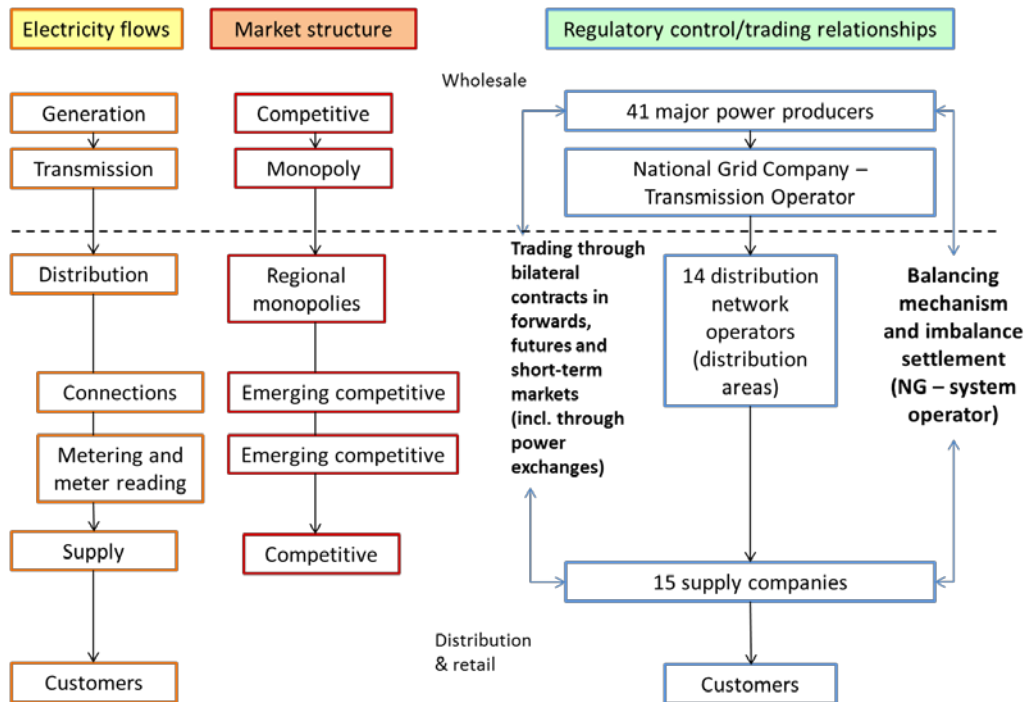 Electricity flows
Market structure
Regulatory control/trading relationships
Wholesale
Generation
Competitive
41 major power producers
Transmission
Monopoly
National Grid Company –
Transmission Operator
Distribution
Regional
monopolies
Trading through
bilateral
contracts in
forwards,
futures and
short-term
markets
(incl. through
power
exchanges)
14 distribution
network
operators
(distribution
areas)
Balancing
mechanism
and imbalance
settlement
(NG – system
operator)
Connections
Emerging competitive
Metering and
meter reading
Emerging competitive
Supply
Competitive
15 supply companies
Distribution
& retail
Customers
Customers